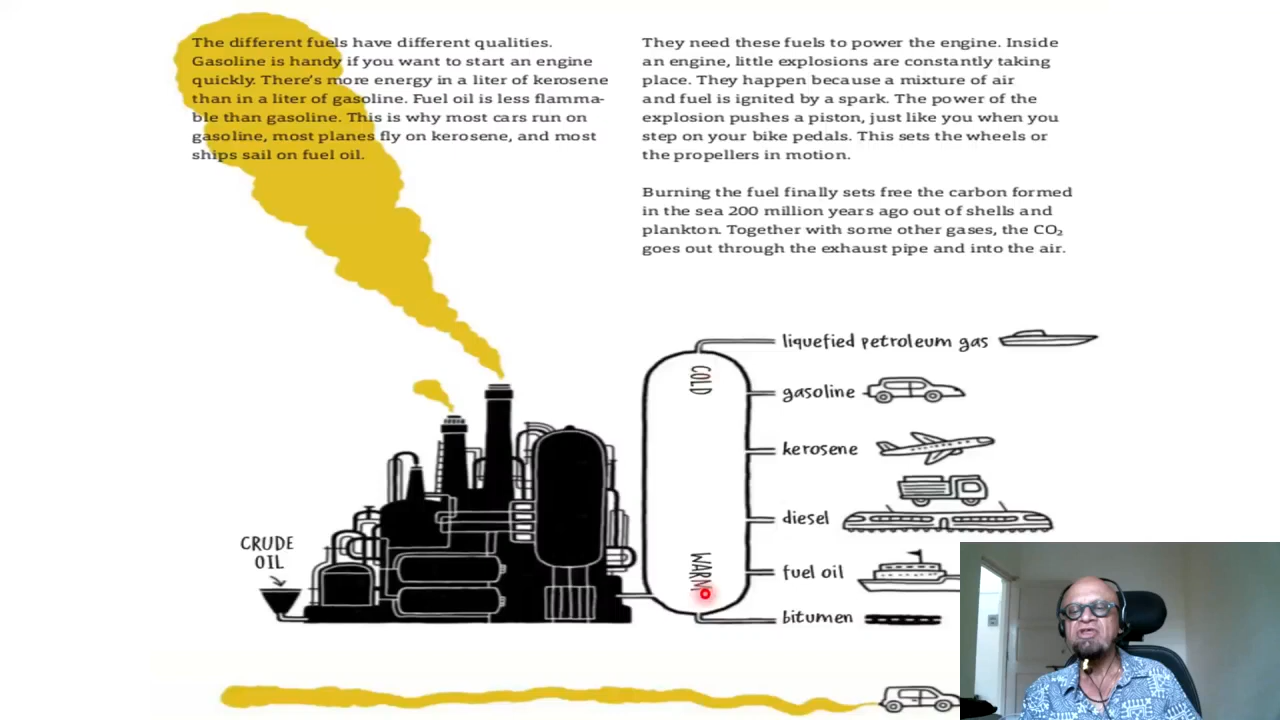 The different fuels have different qualities.
Gasoline is handy if you want to start an engine
quickly. There's more energy in a liter of kerosene
than in a liter of gasoline. Fuel oil is less flamma-
ble than gasoline. This is why most cars run on
gasoline, most planes fly on kerosene, and most
ships sail on fuel oil.
They need these fuels to power the engine. Inside
an engine, little explosions are constantly taking
place. They happen because a mixture of air
and fuel is ignited by a spark. The power of the
explosion pushes a piston, just like you when you
step on your bike pedals. This sets the wheels or
the propellers in motion.
Burning the fuel finally sets free the carbon formed
in the sea 200 million years ago out of shells and
plankton. Together with some other gases, the CO₂
goes out through the exhaust pipe and into the air.
CRUDE
OIL
COLD
WARM
liquefied petroleum gas
gasoline
kerosene
diesel
fuel oil
bitumen